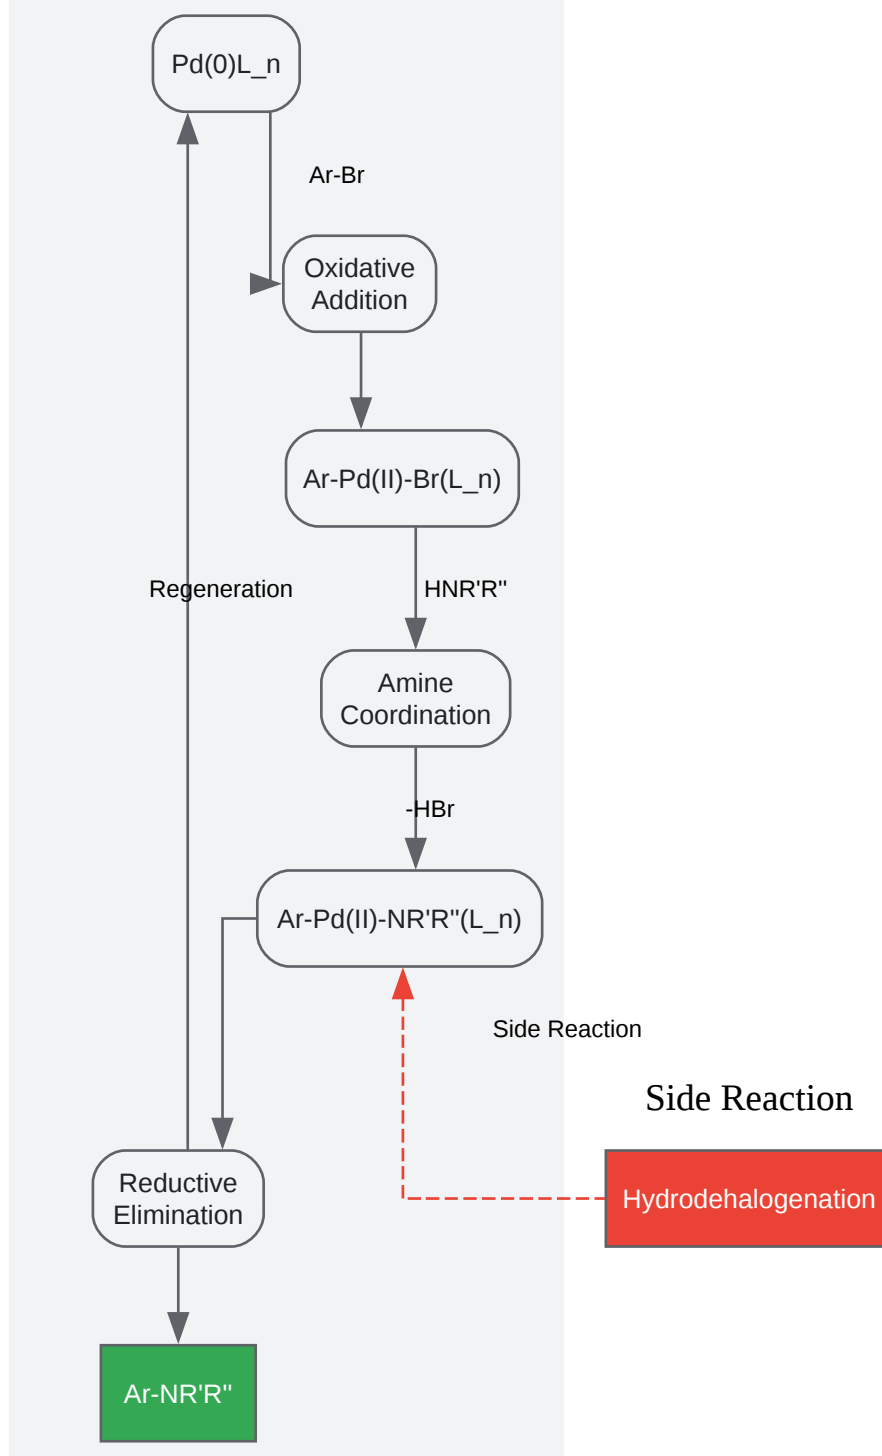 Pd(0)L_n
Ar-Br
Oxidative
Addition
Ar-Pd(II)-Br(L_n)
Regeneration
HNR'R"
Amine
Coordination
-HBr
Ar-Pd(II)-NR'R"(L_n)
Side Reaction
Side Reaction
Reductive
Elimination
Hydrodehalogenation
Ar-NR'R"